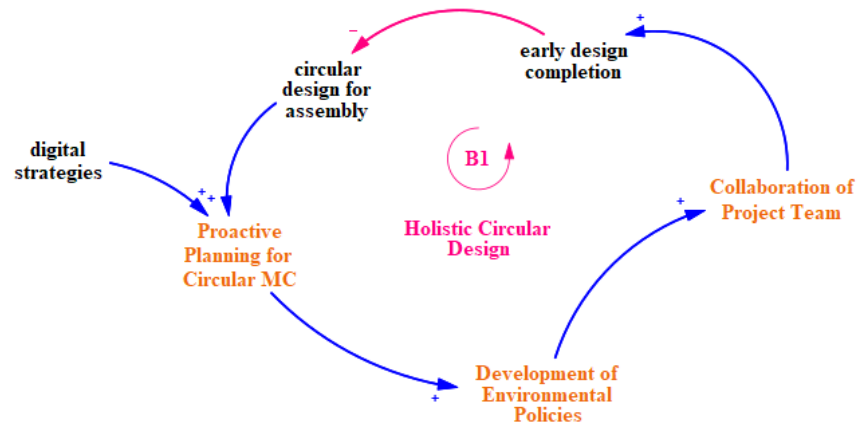 +
early design
completion
−
circular
design for
assembly
digital
strategies
B1
+
+
+
Collaboration of
Project Team
Proactive
Planning for
Circular MC
Holistic Circular
Design
+
Development of
Environmental
Policies